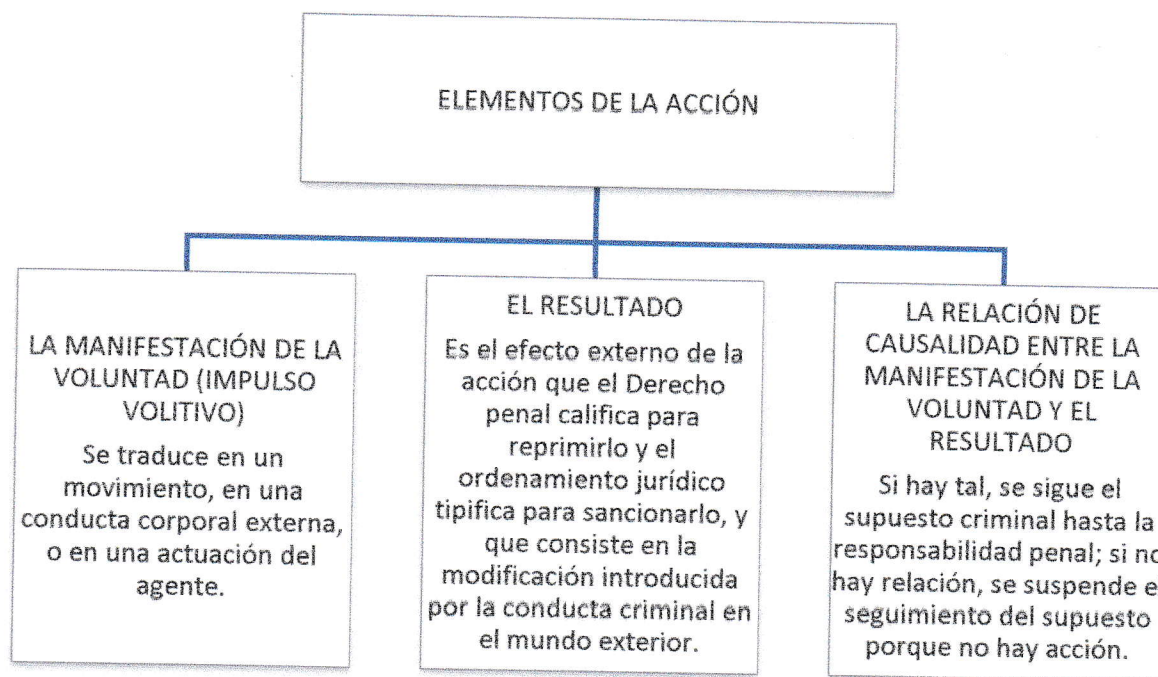 ELEMENTOS DE LA ACCIÓN
LA MANIFESTACIÓN DE LA
VOLUNTAD (IMPULSO
VOLITIVO)
Se traduce en un
movimiento, en una
conducta corporal externa,
o en una actuación del
agente.
EL RESULTADO
Es el efecto externo de la
acción que el Derecho
penal califica para
reprimirlo y el
ordenamiento jurídico
tipifica para sancionarlo, y
que consiste en la
modificación introducida
por la conducta criminal en
el mundo exterior.
LA RELACIÓN DE
CAUSALIDAD ENTRE LA
MANIFESTACIÓN DE LA
VOLUNTAD Y EL
RESULTADO
Si hay tal, se sigue el
supuesto criminal hasta la
responsabilidad penal; si no
hay relación, se suspende e
seguimiento del supuesto
porque no hay acción.